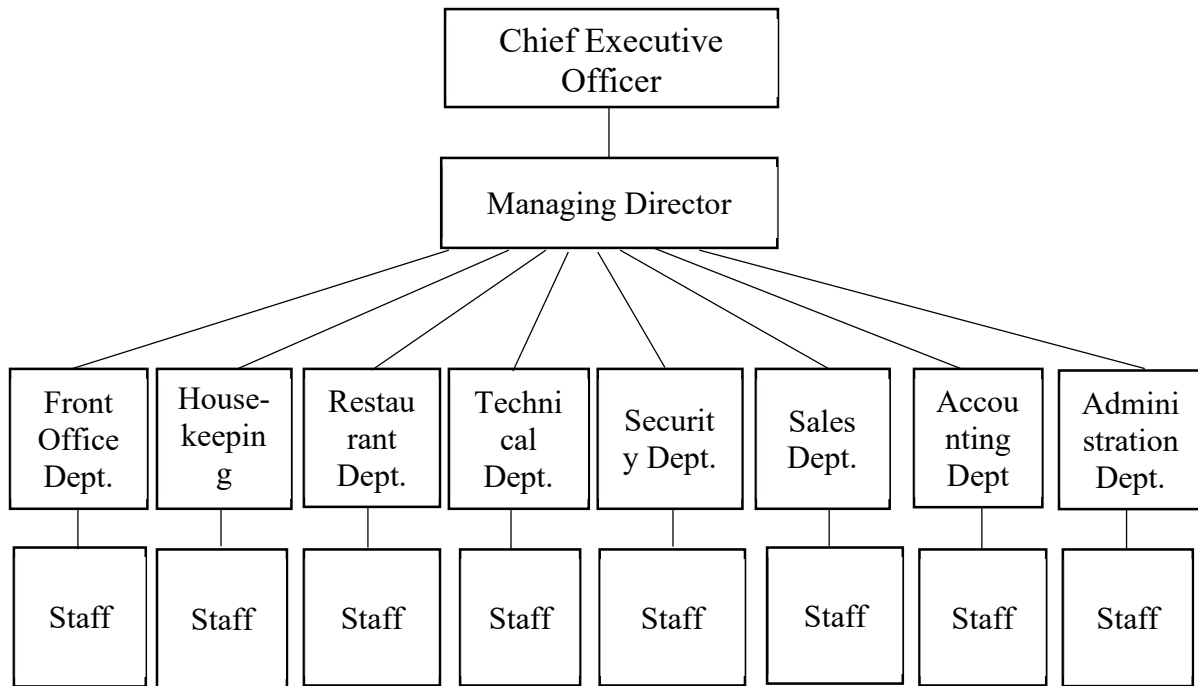 Chief Executive
Officer
Managing Director
Front
Office
Dept.
House-
keepin
g
Restau
rant
Dept.
Techni
cal
Dept.
Securit
y Dept.
Sales
Dept.
Accou
nting
Dept
Admini
stration
Dept.
Staff
Staff
Staff
Staff
Staff
Staff
Staff
Staff